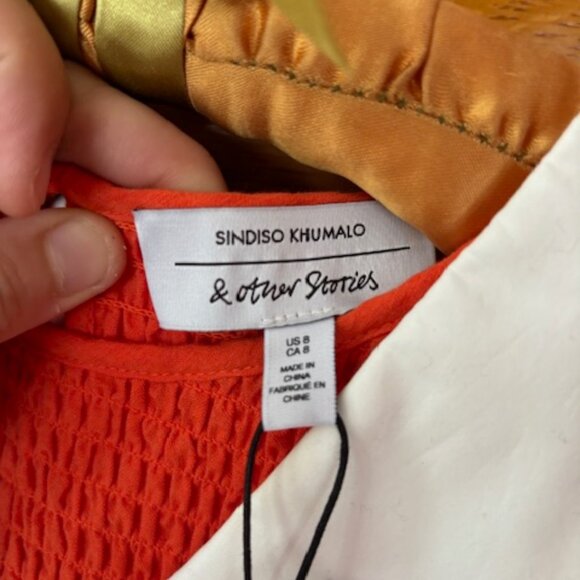 SINDISO KHUMALO
& other Stories
US 8
CA 8
MADE IN
CHINA
FABRIQUÉ EN
CHINE